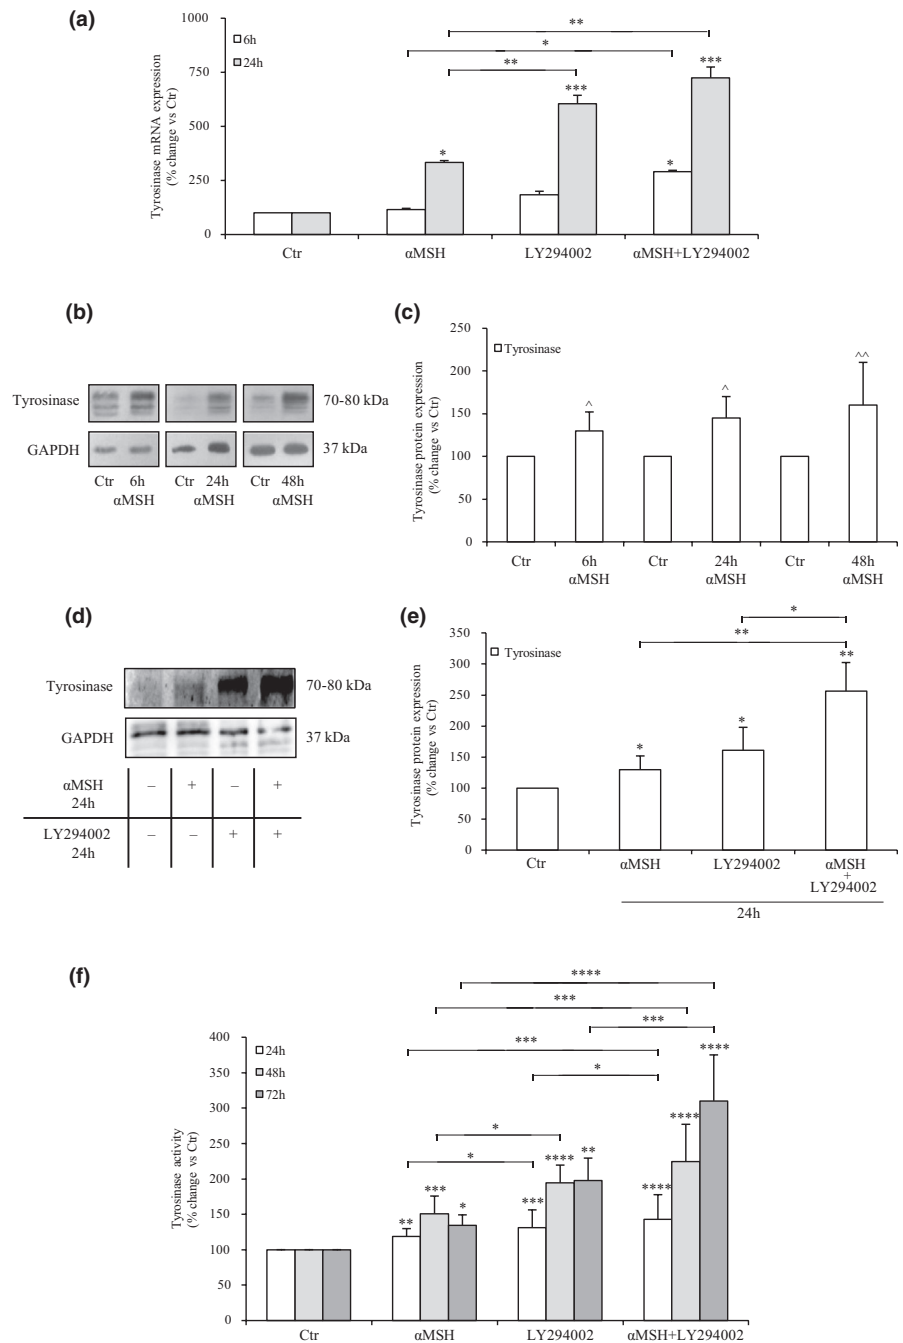 (a)
Tyrosinase mRNA expression
(% change vs Ctr)
1000
750
500
250
0
6h
24h
**
*
**
*
***
*
***
Ctr
αMSH
LY294002
αMSH+LY294002
(b)
Tyrosinase
70-80 kDa
GAPDH
37 kDa
Ctr 6h Ctr 24h Ctr 48h
αMSH αMSH αMSH
(c)
Tyrosinase protein expression
(% change vs Ctr)
250
200
150
100
50
0
Tyrosinase
^
^
^^
Ctr 6h Ctr 24h Ctr 48h
αMSH αMSH αMSH
(d)
Tyrosinase
70-80 kDa
GAPDH
37 kDa
αMSH – + – +
24h
LY294002 – – + +
24h
(e)
Tyrosinase protein expression
(% change vs Ctr)
350
300
250
200
150
100
50
0
Tyrosinase
*
**
*
*
**
Ctr
αMSH
LY294002
αMSH
+
LY294002
24h
(f)
Tyrosinase activity
(% change vs Ctr)
400
350
300
250
200
150
100
50
0
24h
48h
72h
****
***
***
***
*
*
*
**
***
*
***
****
**
****
****
****
Ctr
αMSH
LY294002
αMSH+LY294002